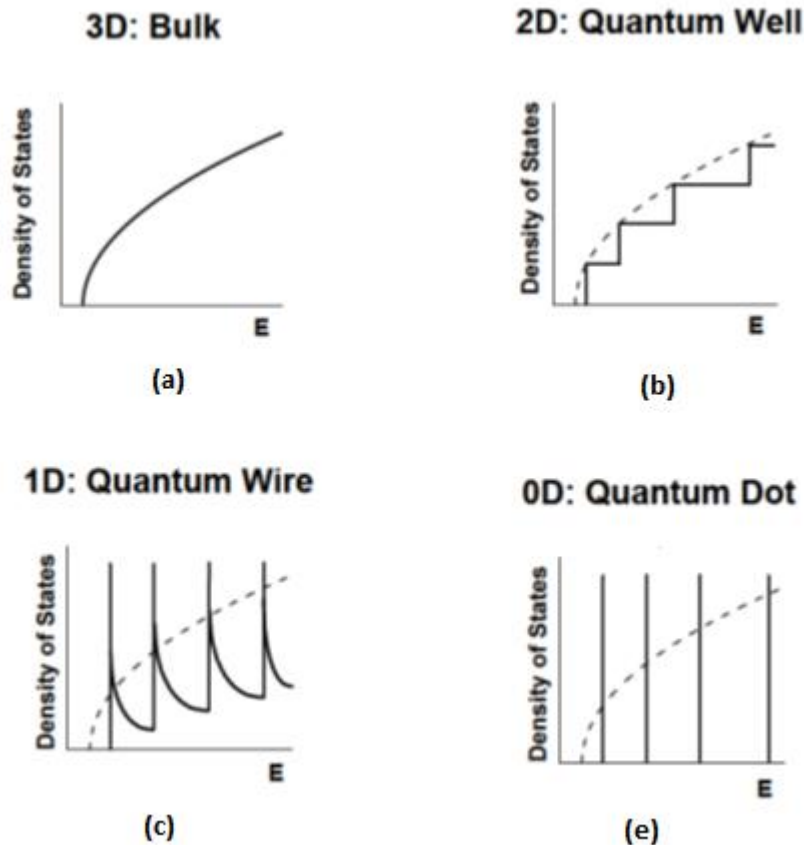 3D: Bulk
2D: Quantum Well
Density of States
E
Density of States
E
(a)
(b)
1D: Quantum Wire
0D: Quantum Dot
Density of States
E
Density of States
E
(c)
(e)